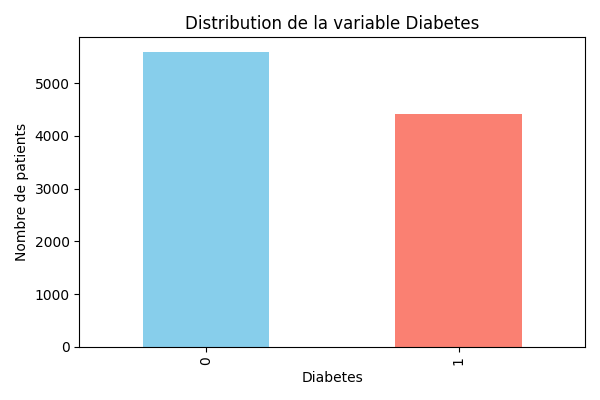 Distribution de la variable Diabetes
Nombre de patients
5000
4000
3000
2000
1000
0
0
1
Diabetes